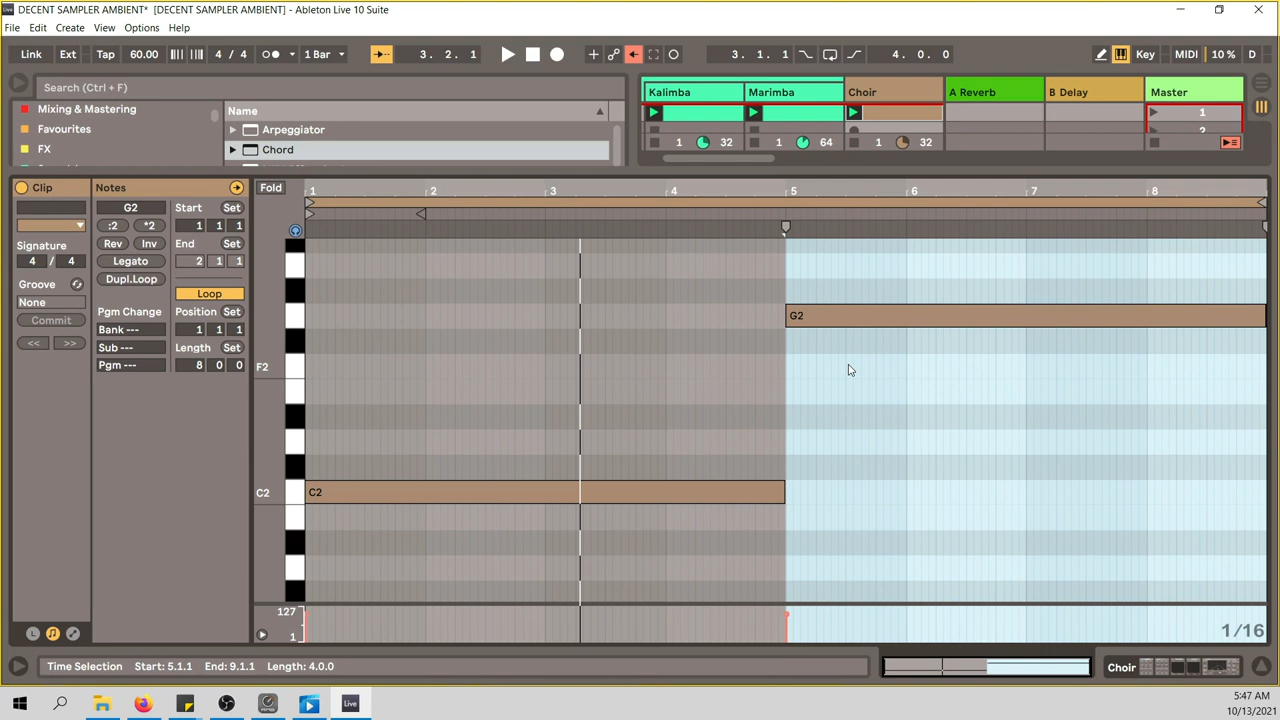 DECENT SAMPLER AMBIENT*  [DECENT SAMPLER AMBIENT] - Ableton Live 10 Suite
File Edit Create View Options Help
Link Ext Tap 60.00 4 / 4 1 Bar 3. 2. 1 3. 1. 1 4. 0. 0 Key MIDI 10 % D
Search (Ctrl + F)
Mixing & Mastering
Favourites
FX
Name
Arpeggiator
Chord
Kalimba Marimba Choir A Reverb B Delay Master
1
1 32 1 64 1 32
Clip Notes Fold 1 2 3 4 5 6 7 8
G2 Start Set
:2 *2 1 1 1
Signature Rev Inv End Set
4 / 4 Legato 2 1 1
Groove Dupl.Loop
None Loop
Commit Pgm Change Position Set
<< >> Bank --- 1 1 1
Sub --- Length Set
Pgm --- 8 0 0
G2
F2
C2 C2
127
1
1/16
Time Selection Start: 5.1.1 End: 9.1.1 Length: 4.0.0 Choir
Live
5:47 AM
10/13/2021